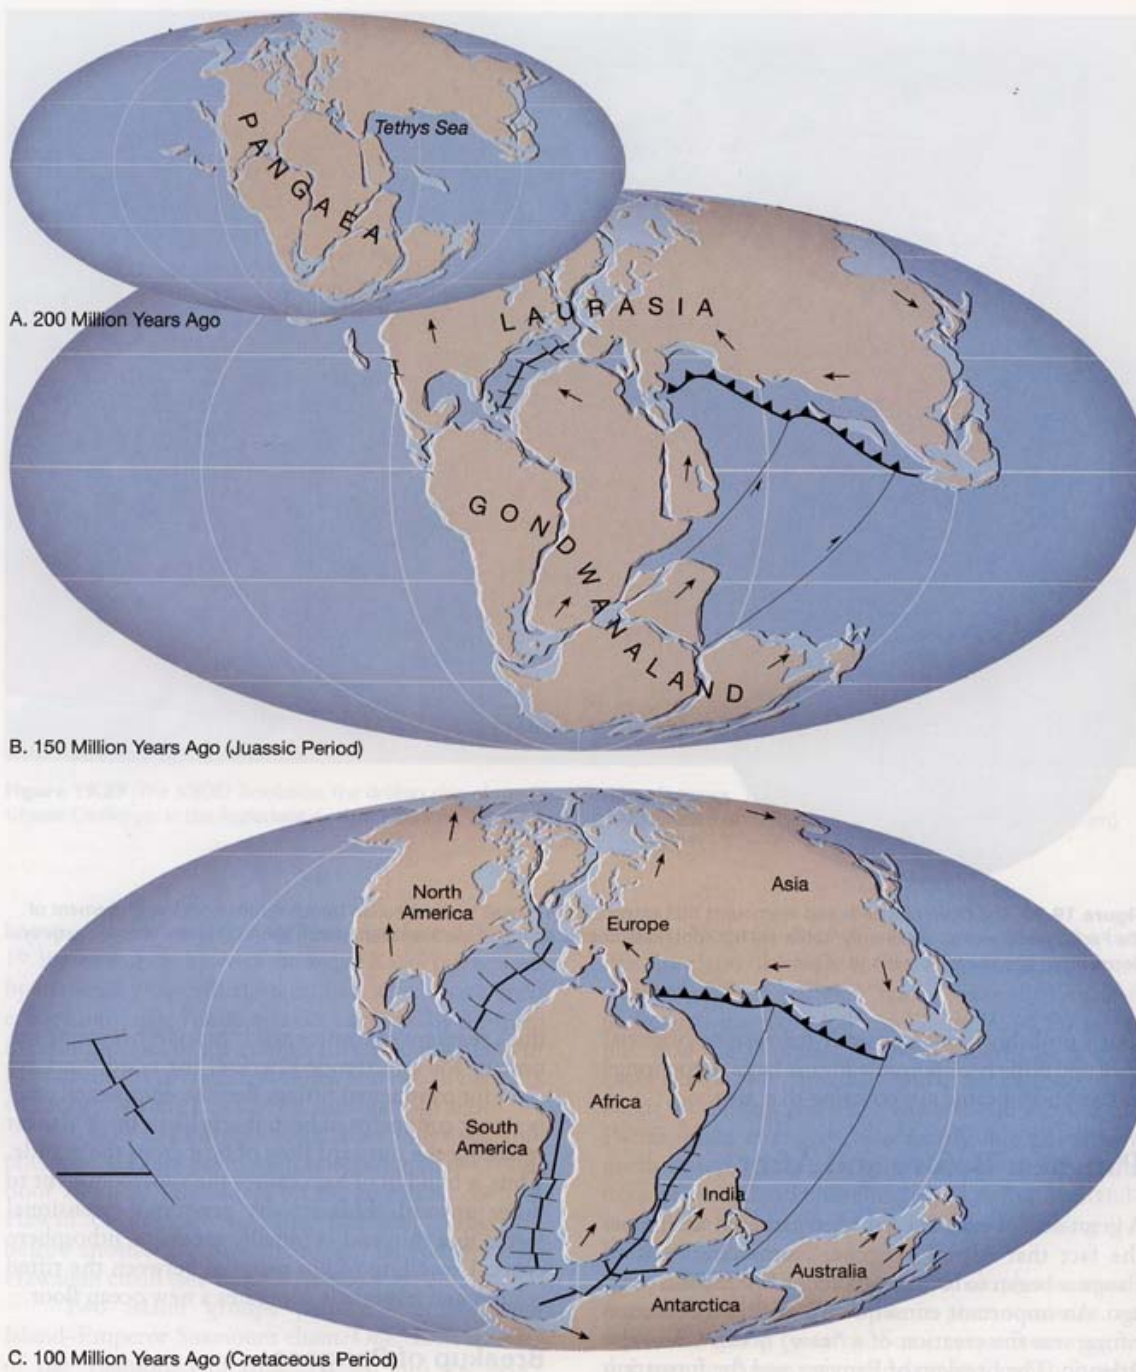 PANGAEA
Tethys Sea
A. 200 Million Years Ago
LAURASIA
GONDWANALAND
B. 150 Million Years Ago (Juassic Period)
North
America
Europe
Asia
Africa
South
America
India
Australia
Antarctica
C. 100 Million Years Ago (Cretaceous Period)